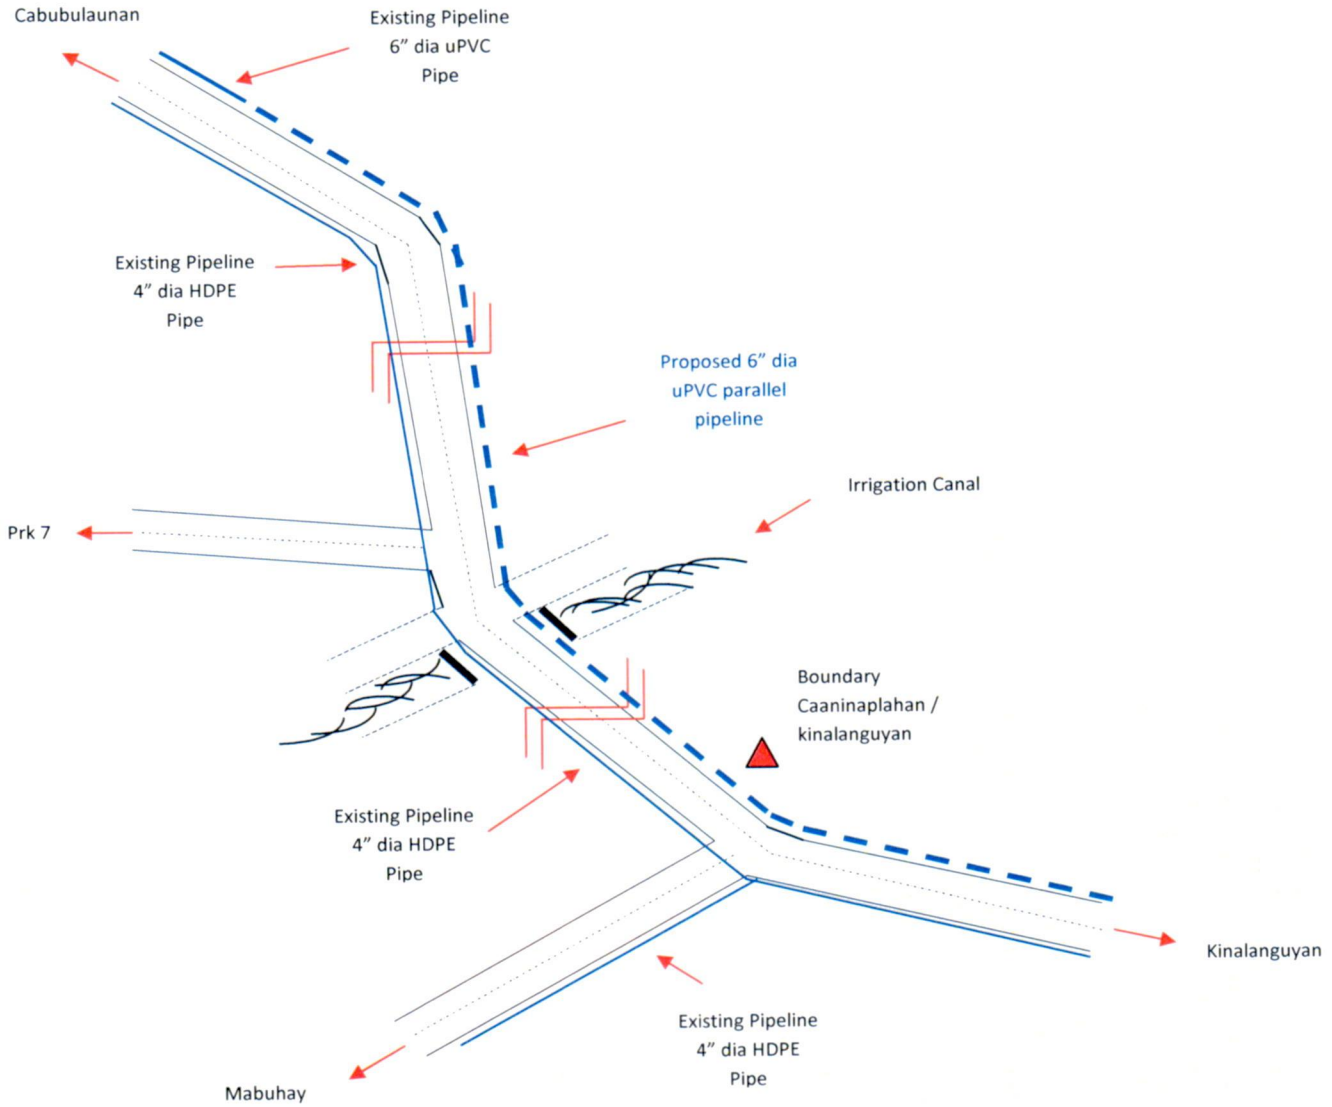 Cabubulaunan
Existing Pipeline
6” dia uPVC
Pipe
Existing Pipeline
4” dia HDPE
Pipe
Proposed 6” dia
uPVC parallel
pipeline
Irrigation Canal
Prk 7
Boundary
Caaninaplahan /
kinalanguyan
Existing Pipeline
4” dia HDPE
Pipe
Kinalanguyan
Existing Pipeline
4” dia HDPE
Pipe
Mabuhay